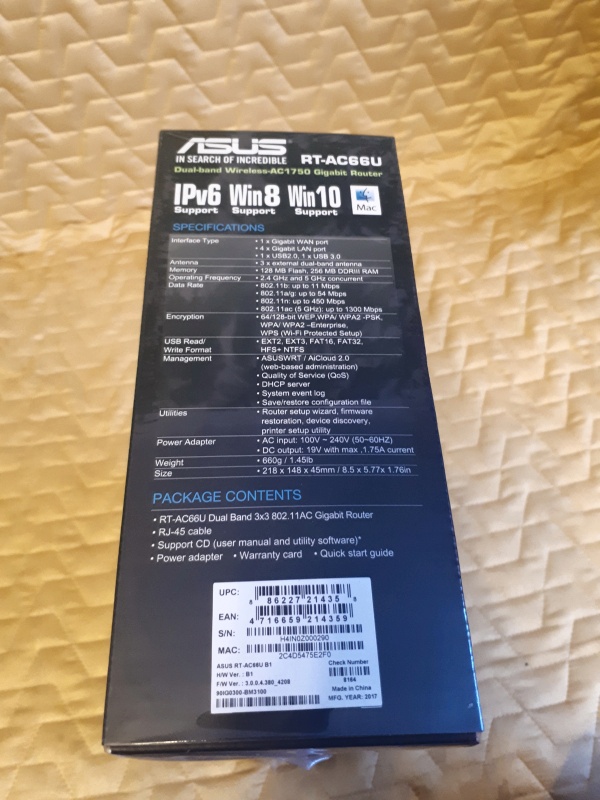 ASUS
IN SEARCH OF INCREDIBLE RT-AC66U
Dual-band Wireless-AC1750 Gigabit Router
IPv6 Win8 Win10
Support Support Support Mac
SPECIFICATIONS
Interface Type • 1 x Gigabit WAN port
• 4 x Gigabit LAN port
• 1 x USB2.0, 1 x USB 3.0
Antenna • 3 x external dual-band antenna
Memory • 128 MB Flash, 256 MB DDRIII RAM
Operating Frequency • 2.4 GHz and 5 GHz concurrent
Data Rate • 802.11b: up to 11 Mbps
• 802.11a/g: up to 54 Mbps
• 802.11n: up to 450 Mbps
• 802.11ac (5 GHz): up to 1300 Mbps
Encryption • 64/128-bit WEP,WPA/ WPA2 -PSK,
WPA/ WPA2 -Enterprise,
WPS (Wi-Fi Protected Setup)
USB Read/ • EXT2, EXT3, FAT16, FAT32,
Write Format HFS+ NTFS
Management • ASUSWRT / AiCloud 2.0
(web-based administration)
• Quality of Service (QoS)
• DHCP server
• System event log
• Save/restore configuration file
Utilities • Router setup wizard, firmware
restoration, device discovery,
printer setup utility
Power Adapter • AC input: 100V ~ 240V (50~60HZ)
• DC output: 19V with max ,1.75A current
Weight • 660g / 1.45lb
Size • 218 x 148 x 45mm / 8.5 x 5.77x 1.76in
PACKAGE CONTENTS
• RT-AC66U Dual Band 3x3 802.11AC Gigabit Router
• RJ-45 cable
• Support CD (user manual and utility software)*
• Power adapter • Warranty card • Quick start guide
UPC:
8 86227 21435 8
EAN:
4 716659 214359
S/N:
H4IN0Z000290
MAC:
2C4D5475E2F0
ASUS RT-AC66U B1 Check Number
H/W Ver. : B1 9184
F/W Ver. : 3.0.0.4.380_4208 Made in China
90IG0300-BM3100 MFG. YEAR: 2017